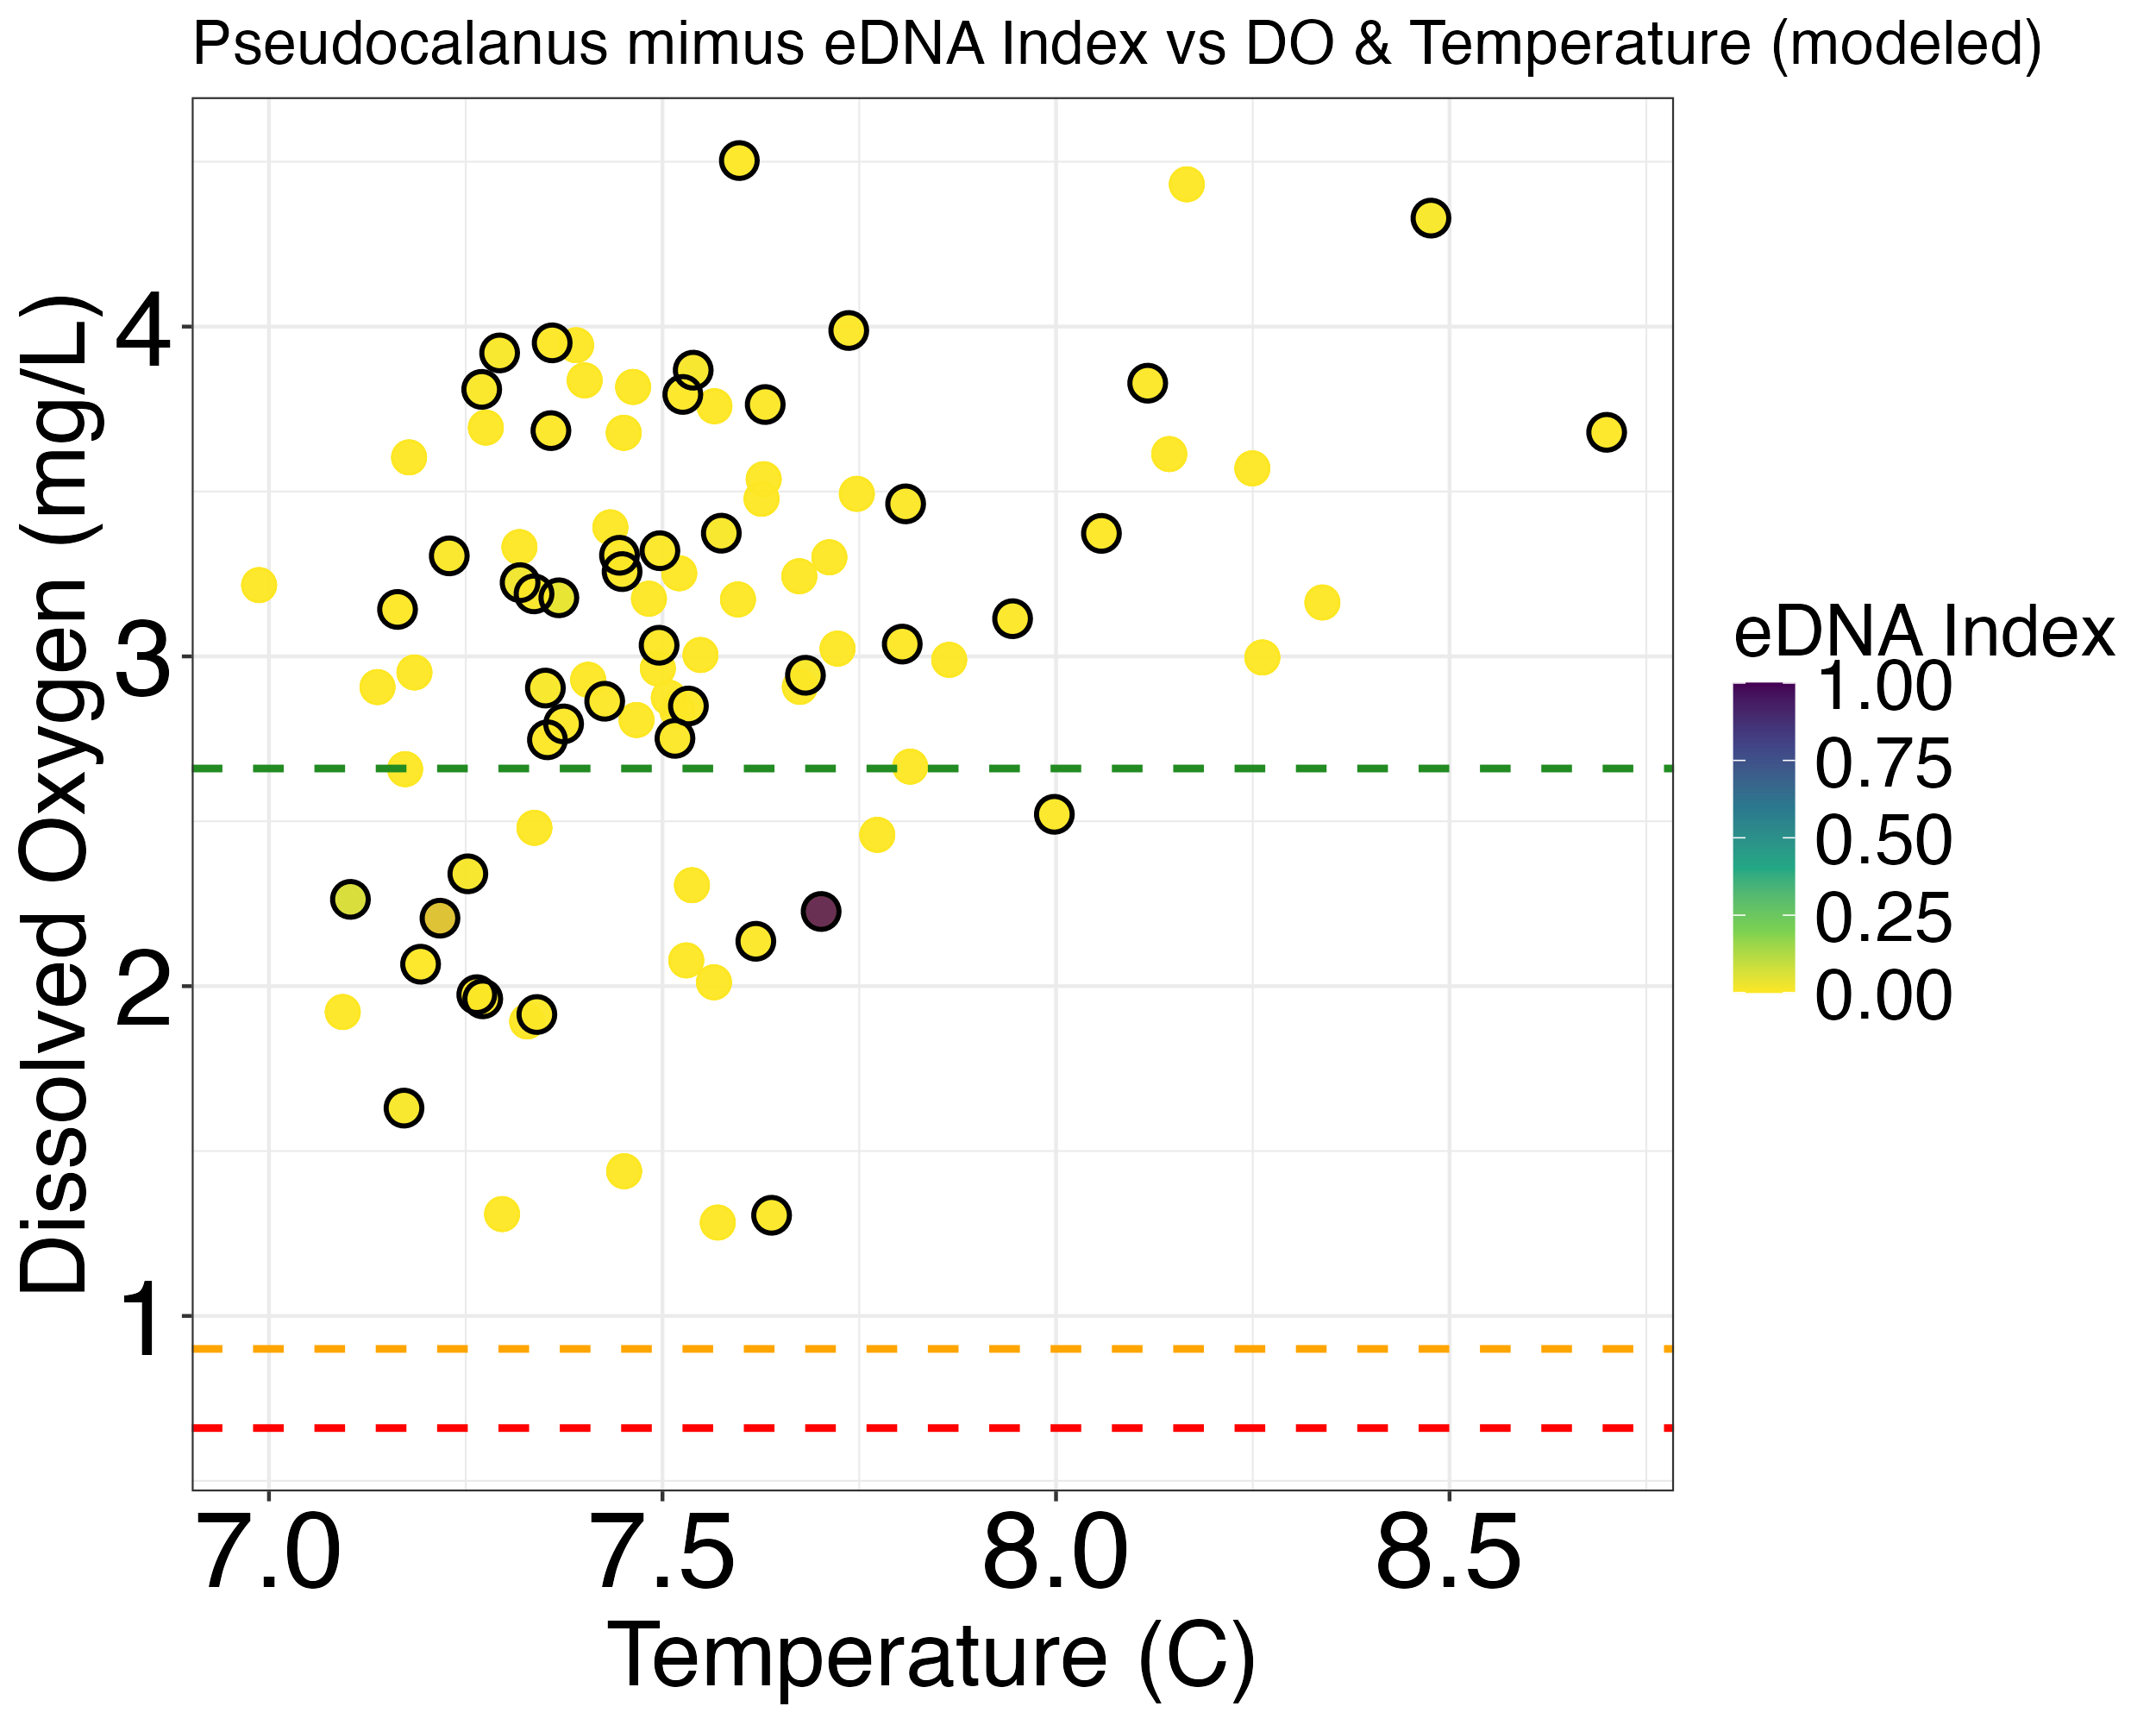 Pseudocalanus mimus eDNA Index vs DO & Temperature (modeled)
Dissolved Oxygen (mg/L)
4
3
2
1
7.0 7.5 8.0 8.5
Temperature (C)
eDNA Index
1.00
0.75
0.50
0.25
0.00